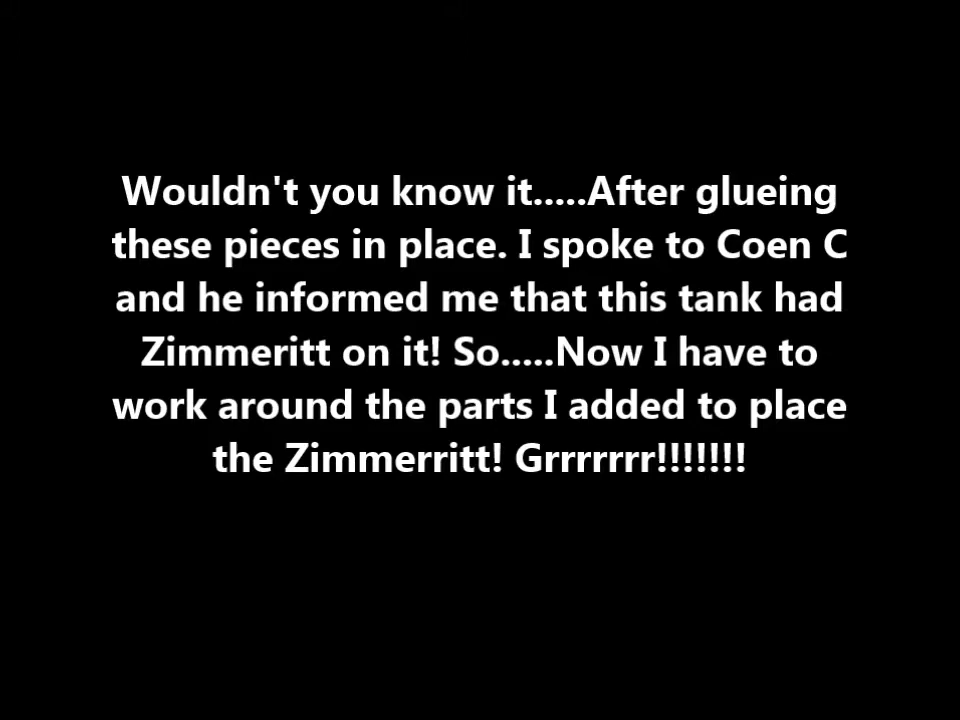 Wouldn't you know it.....After glueing
these pieces in place. I spoke to Coen C
and he informed me that this tank had
Zimmeritt on it! So.....Now I have to
work around the parts I added to place
the Zimmerritt! Grrrrrrr!!!!!!!